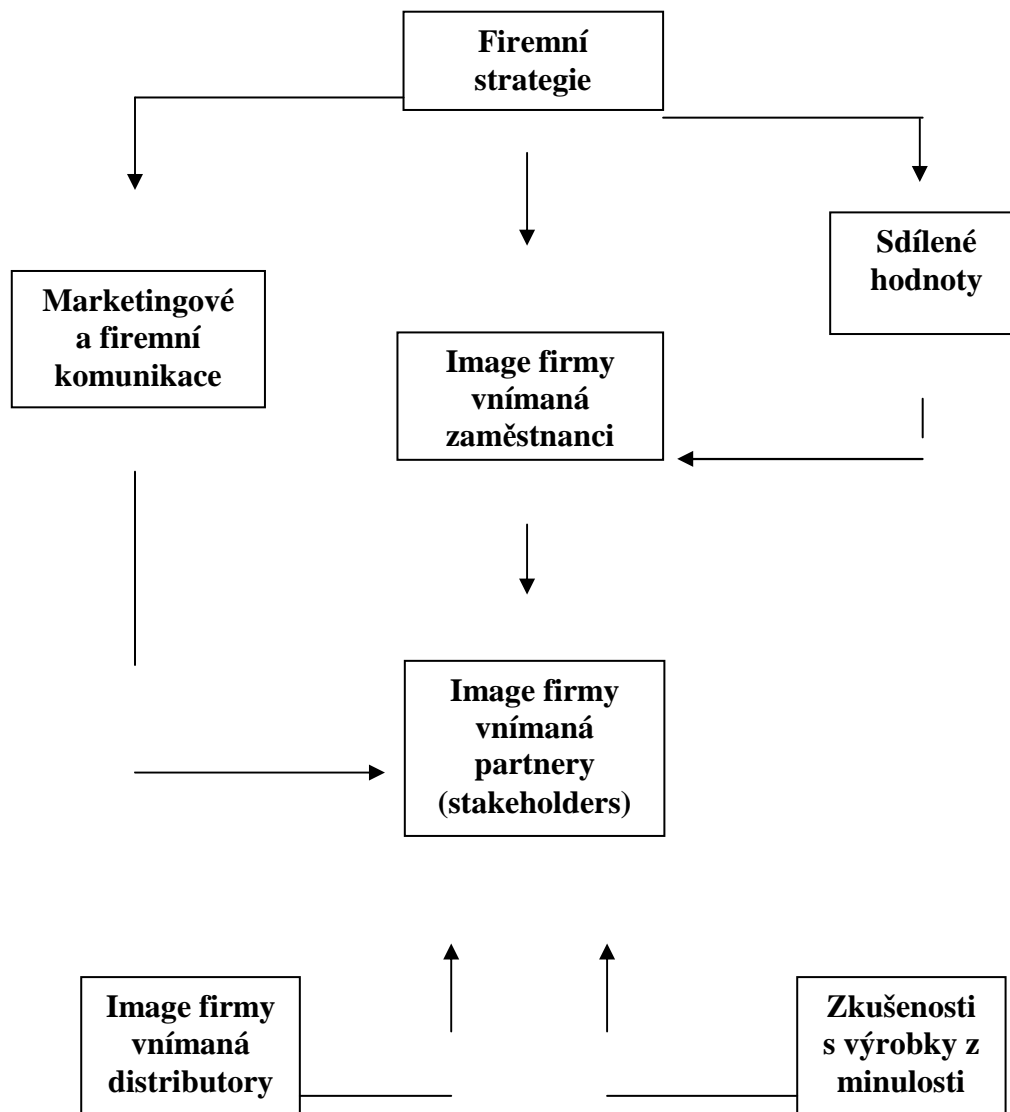 Firemní
strategie
Sdílené
hodnoty
Marketingové
a firemní
komunikace
Image firmy
vnímaná
zaměstnanci
Image firmy
vnímaná
partnery
(stakeholders)
Image firmy
vnímaná
distributory
Zkušenosti
s výrobky z
minulosti